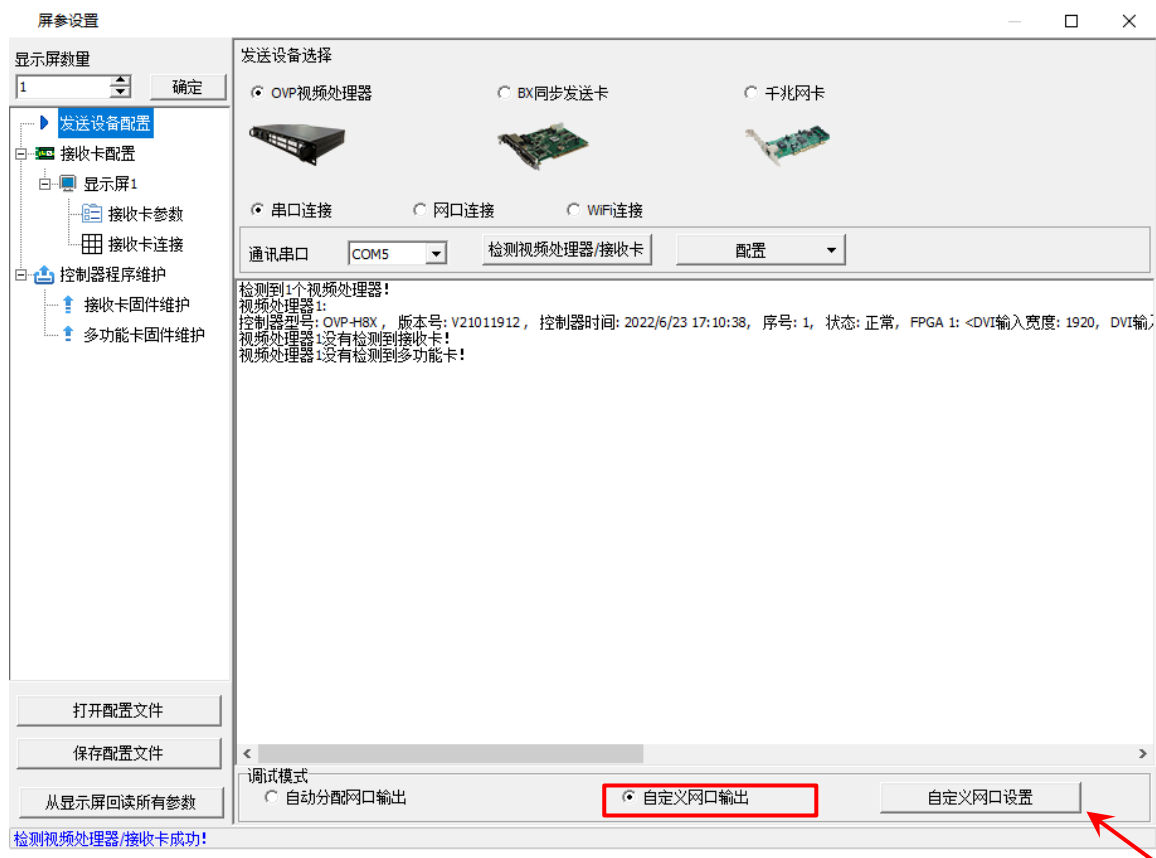 屏参设置
显示屏数量
1
确定
发送设备配置
接收卡配置
显示屏1
接收卡参数
接收卡连接
控制器程序维护
接收卡固件维护
多功能卡固件维护
打开配置文件
保存配置文件
从显示屏回读所有参数
发送设备选择
OVP视频处理器 BX同步发送卡 千兆网卡
串口连接 网口连接 WiFi连接
通讯串口 COM5 检测视频处理器/接收卡 配置
检测到1个视频处理器!
视频处理器1:
控制器型号: OVP-H8X, 版本号: V21011912, 控制器时间: 2022/6/23 17:10:38, 序号: 1, 状态: 正常, FPGA 1: <DVI输入宽度: 1920, DVI输
视频处理器1没有检测到接收卡!
视频处理器1没有检测到多功能卡!
调试模式
自动分配网口输出 自定义网口输出 自定义网口设置
检测视频处理器/接收卡成功!